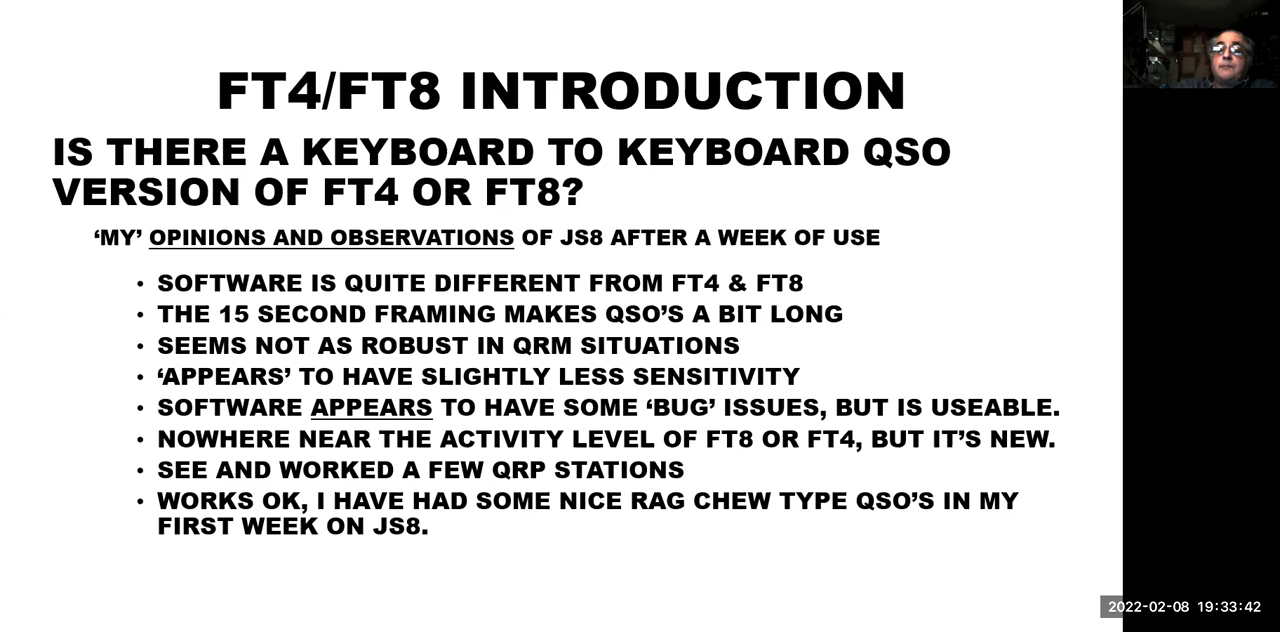 FT4/FT8 INTRODUCTION
IS THERE A KEYBOARD TO KEYBOARD QSO
VERSION OF FT4 OR FT8?
‘MY’ OPINIONS AND OBSERVATIONS OF JS8 AFTER A WEEK OF USE
• SOFTWARE IS QUITE DIFFERENT FROM FT4 & FT8
• THE 15 SECOND FRAMING MAKES QSO’S A BIT LONG
• SEEMS NOT AS ROBUST IN QRM SITUATIONS
• ‘APPEARS’ TO HAVE SLIGHTLY LESS SENSITIVITY
• SOFTWARE APPEARS TO HAVE SOME ‘BUG’ ISSUES, BUT IS USEABLE.
• NOWHERE NEAR THE ACTIVITY LEVEL OF FT8 OR FT4, BUT IT’S NEW.
• SEE AND WORKED A FEW QRP STATIONS
• WORKS OK, I HAVE HAD SOME NICE RAG CHEW TYPE QSO’S IN MY
FIRST WEEK ON JS8.
2022-02-08 19:33:42